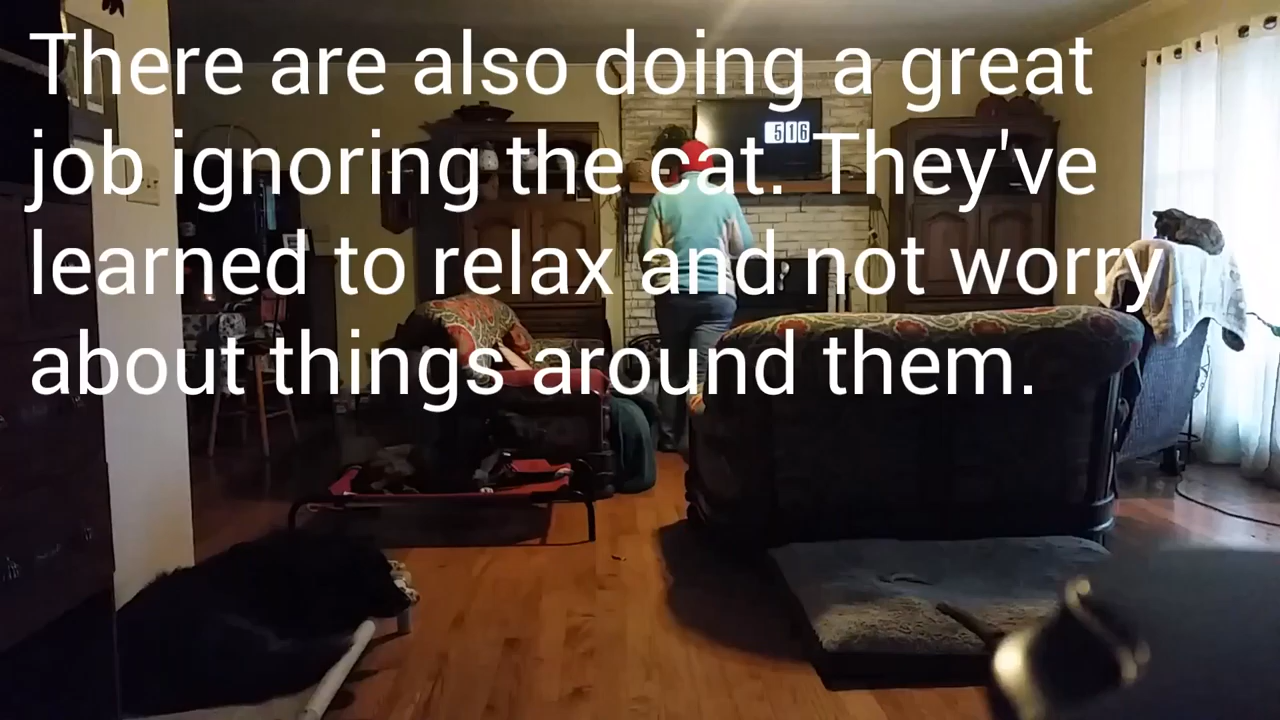 There are also doing a great
job ignoring the cat. They've
learned to relax and not worry
about things around them.
516